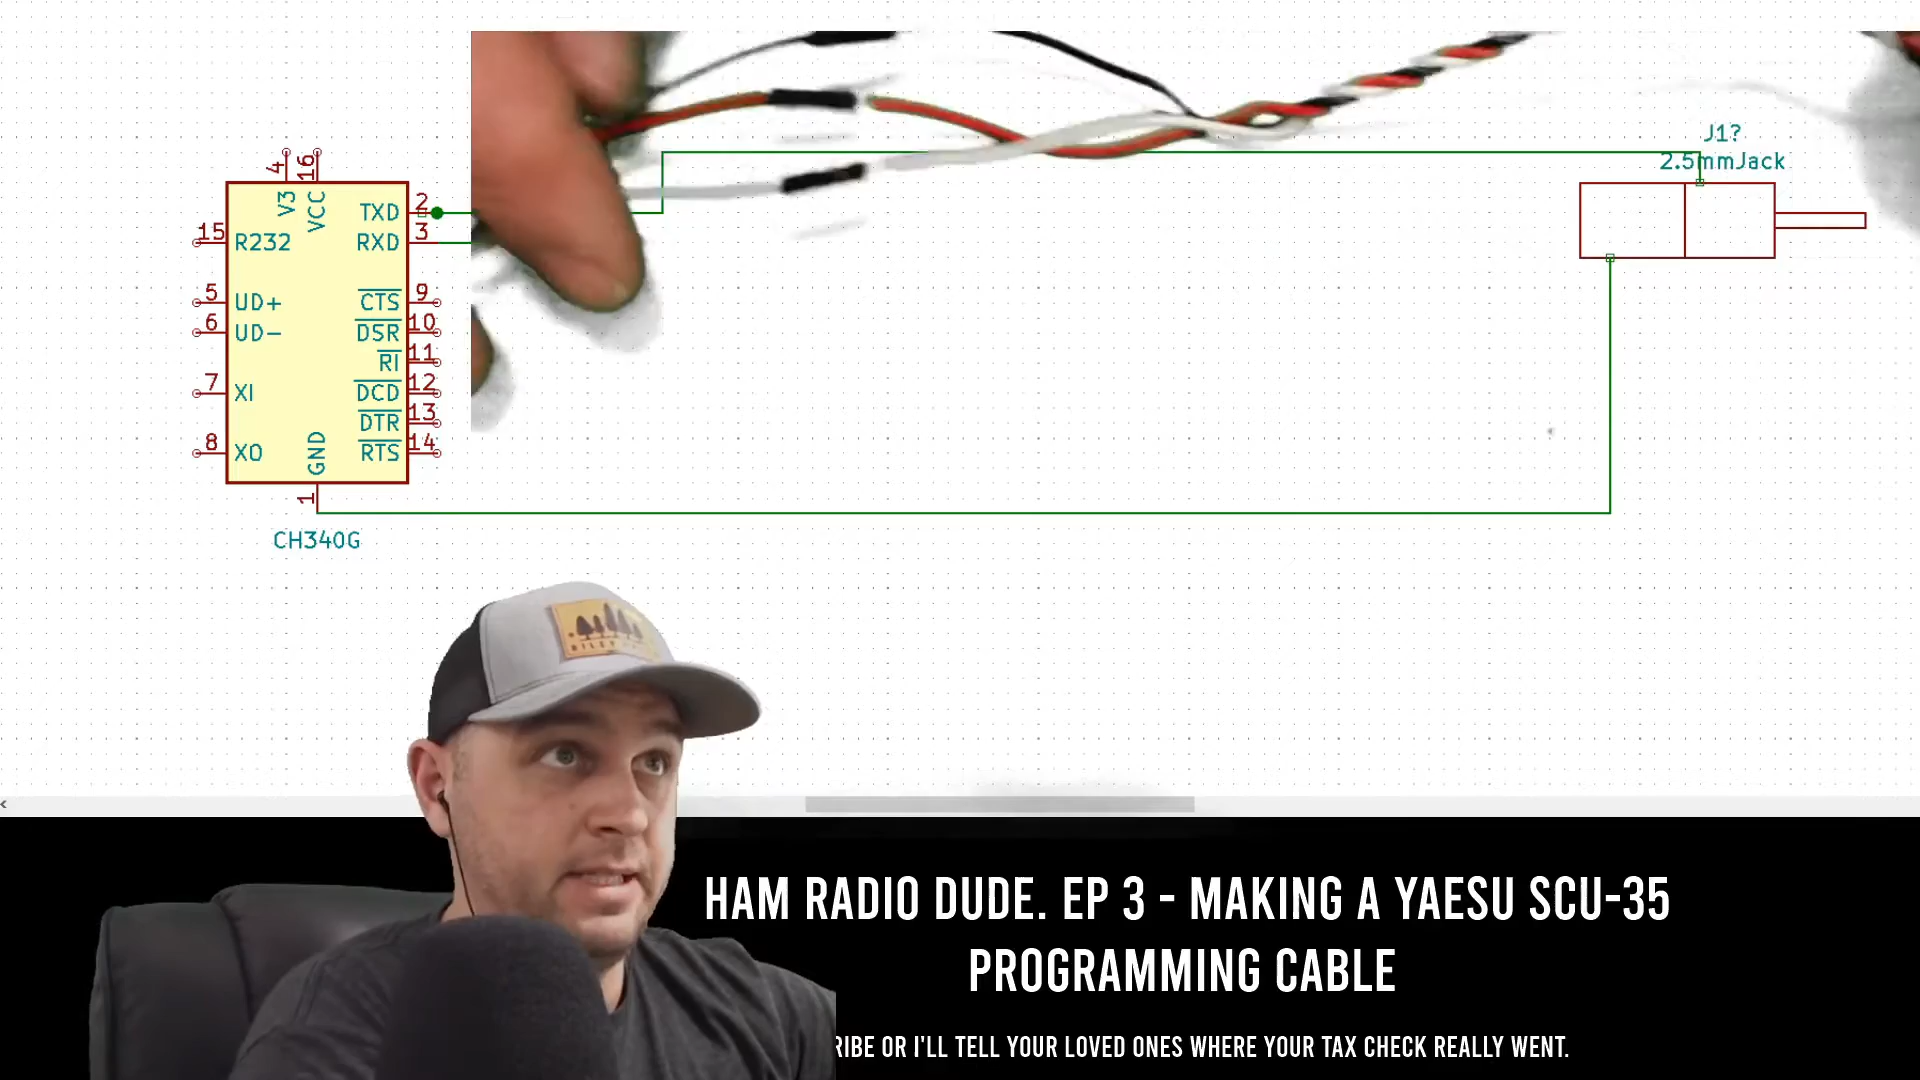 J1?
2.5mmJack
4
16
V3
VCC
TXD
2
RXD
3
15
R232
5
UD+
CTS
9
6
UD-
DSR
10
RI
11
7
XI
DCD
12
DTR
13
8
XO
RTS
14
GND
1
CH340G
HAM RADIO DUDE. EP 3 - MAKING A YAESU SCU-35
PROGRAMMING CABLE
RIBE OR I'LL TELL YOUR LOVED ONES WHERE YOUR TAX CHECK REALLY WENT.